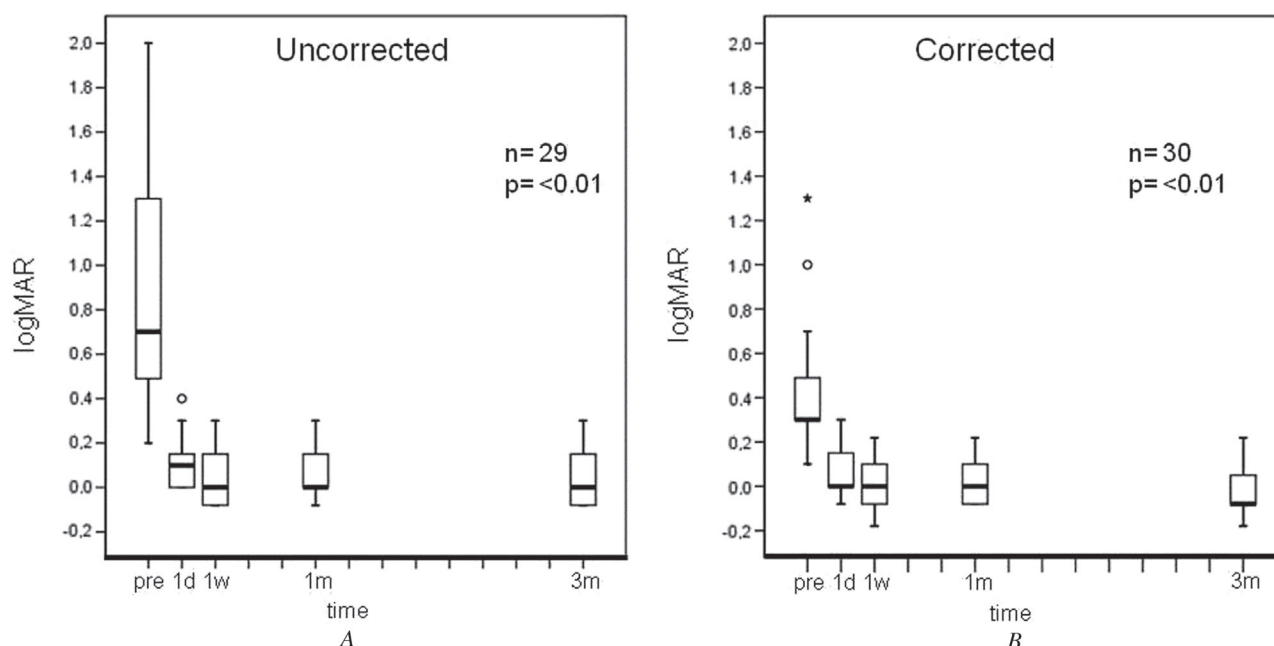 Uncorrected
n= 29
p= <0.01
logMAR
2.0
1.8
1.6
1.4
1.2
1.0
0.8
0.6
0.4
0.2
0.0
-0.2
pre 1d 1w 1m 3m
time
A
Corrected
n= 30
p= <0.01
logMAR
2.0
1.8
1.6
1.4
1.2
1.0
0.8
0.6
0.4
0.2
0.0
-0.2
pre 1d 1w 1m 3m
time
B